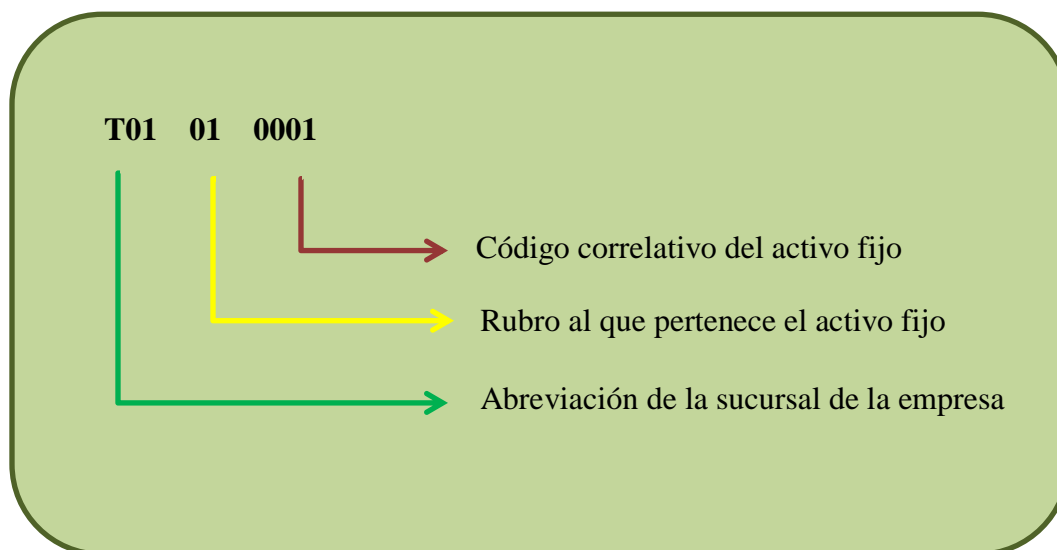 T01 01 0001
Código correlativo del activo fijo
Rubro al que pertenece el activo fijo
Abreviación de la sucursal de la empresa